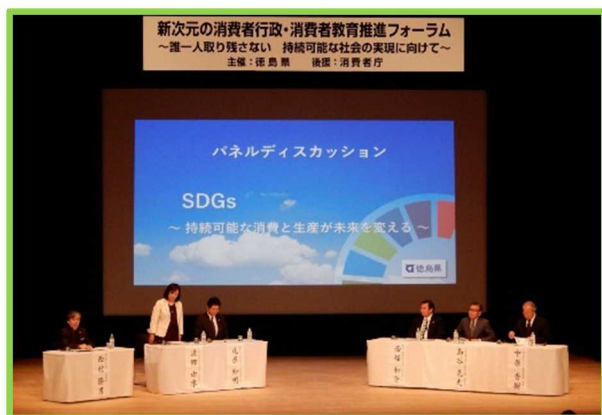 新次元の消費者行政・消費者教育推進フォーラム
~誰一人取り残さない 持続可能な社会の実現に向けて~
主催:徳島県 後援:消費者庁
パネルディスカッション
SDGs
~ 持続可能な消費と生産が未来を変える ~
徳島県